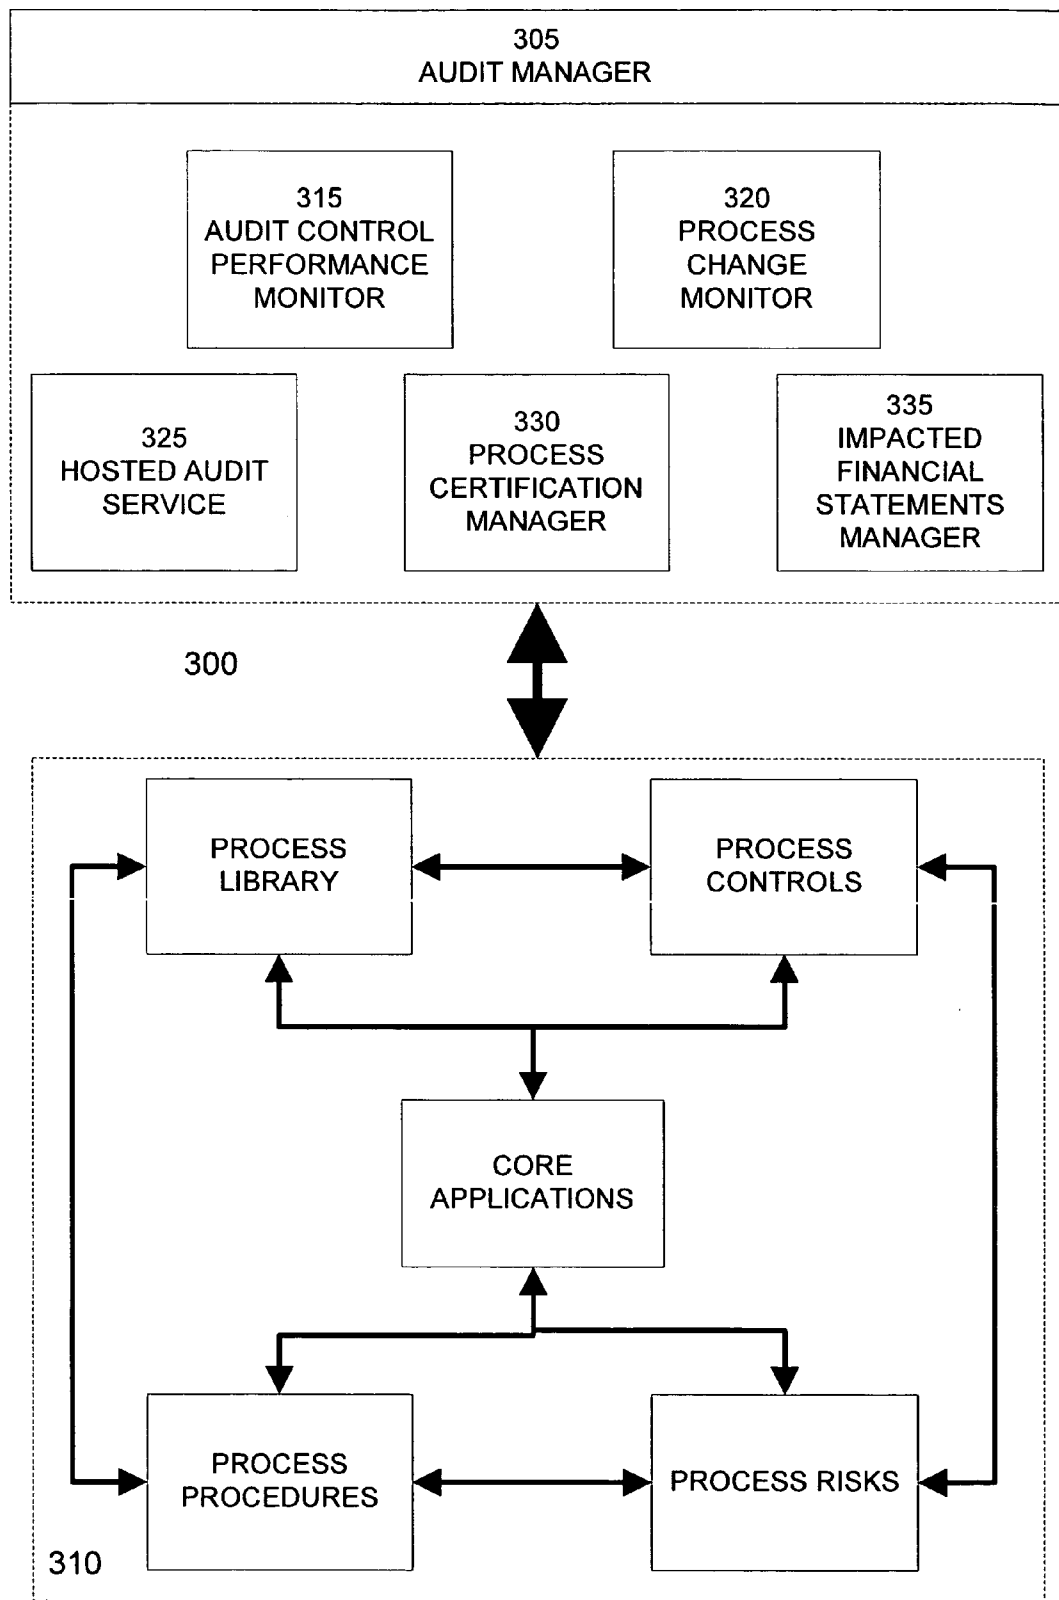 305
AUDIT MANAGER
315
AUDIT CONTROL
PERFORMANCE
MONITOR
320
PROCESS
CHANGE
MONITOR
325
HOSTED AUDIT
SERVICE
330
PROCESS
CERTIFICATION
MANAGER
335
IMPACTED
FINANCIAL
STATEMENTS
MANAGER
300
PROCESS
LIBRARY
PROCESS
CONTROLS
CORE
APPLICATIONS
PROCESS
PROCEDURES
PROCESS RISKS
310